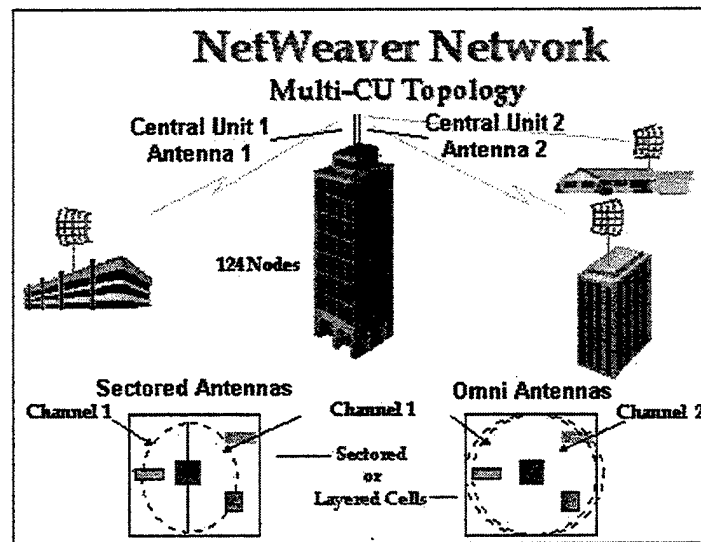 NetWeaver Network
Multi-CU Topology
Central Unit 1
Antenna 1
Central Unit 2
Antenna 2
124 Nodes
Sectored Antennas
Omni Antennas
Channel 1
Channel 1
Channel 2
Sectored
or
Layered Cells